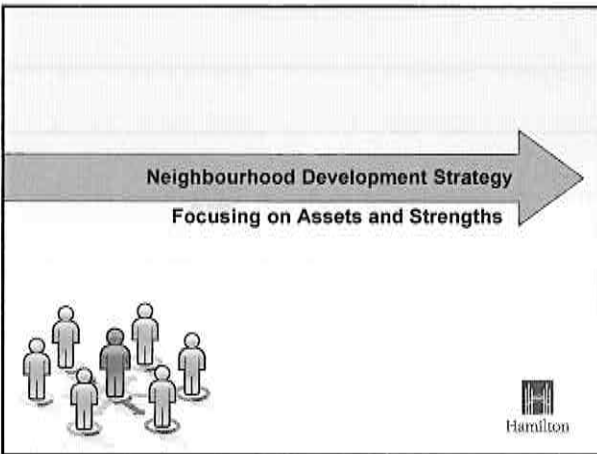 Neighbourhood Development Strategy
Focusing on Assets and Strengths
Hamilton